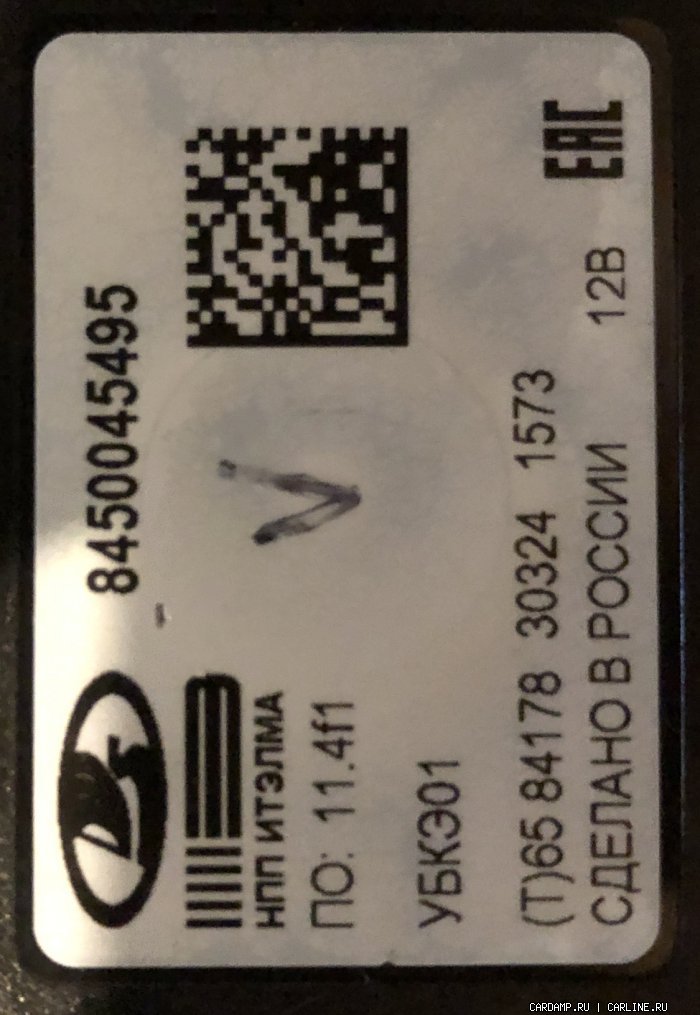 8450045495
НПП ИТЭЛМА
ПО: 11.4f1
УБКЭ01
(Т)65 84178 30324 1573
СДЕЛАНО В РОССИИ 12В
EAC
CARDAMP.RU | CARLINE.RU